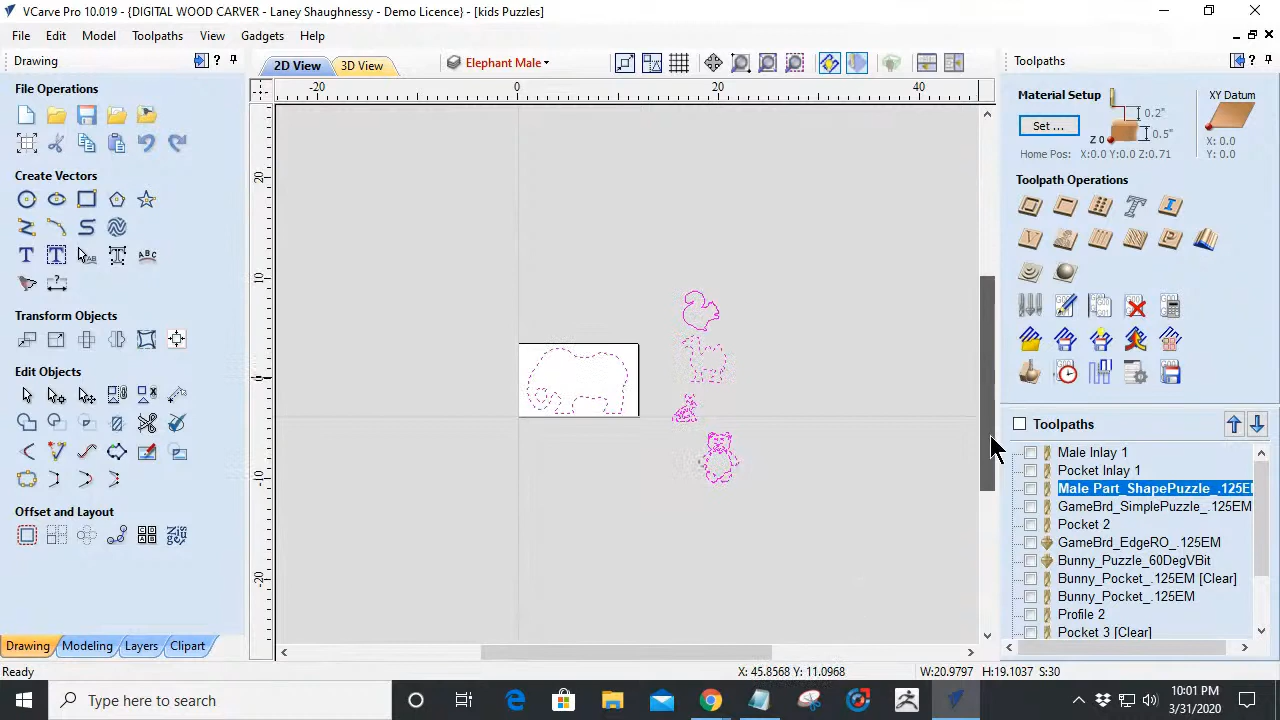 VCarve Pro 10.019 - {DIGITAL WOOD CARVER - Laney Shaughnessy - Demo Licence} - [kids Puzzles]
File Edit Model Toolpaths View Gadgets Help
Drawing
File Operations
Create Vectors
Transform Objects
Edit Objects
Offset and Layout
Drawing Modeling Layers Clipart
Ready
2D View 3D View Elephant Male
-20 0 20 40
20
10
0
-10
-20
Toolpaths
Material Setup
Set ...
0.2"
Z 0
0.5"
XY Datum
X: 0.0
Y: 0.0
Home Pos: X:0.0 Y:0.0 Z:0.71
Toolpath Operations
Toolpaths
Male Inlay 1
Pocket Inlay 1
Male Part_ShapePuzzle_.125E
GameBrd_SimplePuzzle_.125EM
Pocket 2
GameBrd_EdgeRO_.125EM
Bunny_Puzzle_60DegVBit
Bunny_Pocket_.125EM [Clear]
Bunny_Pocket_.125EM
Profile 2
Pocket 3 [Clear]
X: 45.8568 Y: 11.0968
W:20.9797 H:19.1037 S:30
Type here to search
10:01 PM
3/31/2020